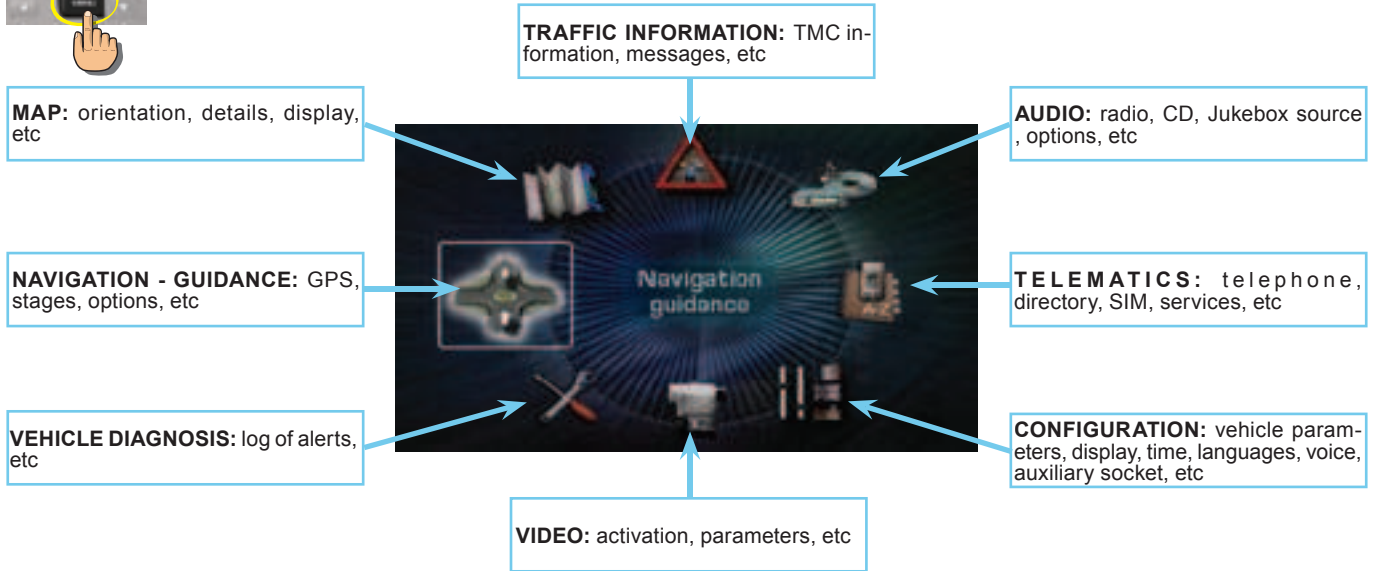 TRAFFIC INFORMATION: TMC in-
formation, messages, etc
MAP: orientation, details, display,
etc
AUDIO: radio, CD, Jukebox source
, options, etc
NAVIGATION - GUIDANCE: GPS,
stages, options, etc
Navigation
guidance
TELEMATICS: telephone,
directory, SIM, services, etc
VEHICLE DIAGNOSIS: log of alerts,
etc
CONFIGURATION: vehicle param-
eters, display, time, languages, voice,
auxiliary socket, etc
VIDEO: activation, parameters, etc